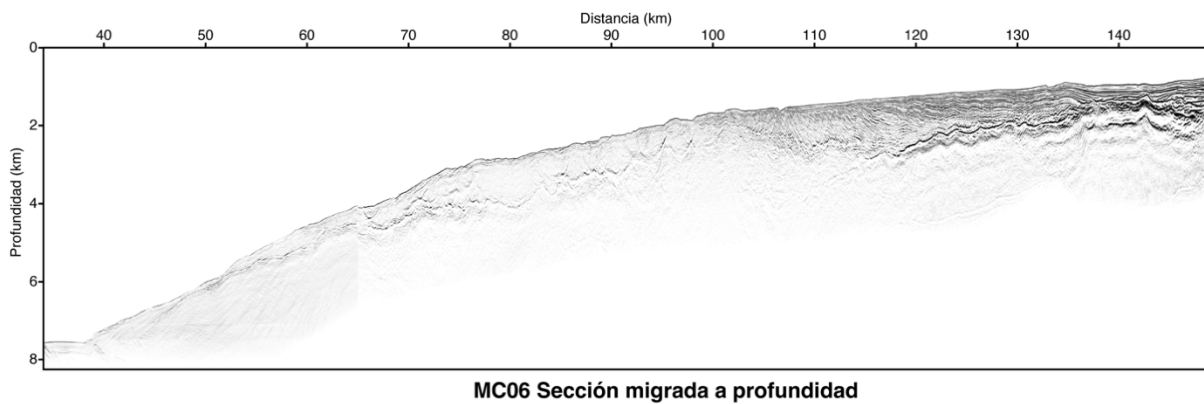 Distancia (km)
40 50 60 70 80 90 100 110 120 130 140
0
2
4
6
8
Profundidad (km)
MC06 Sección migrada a profundidad